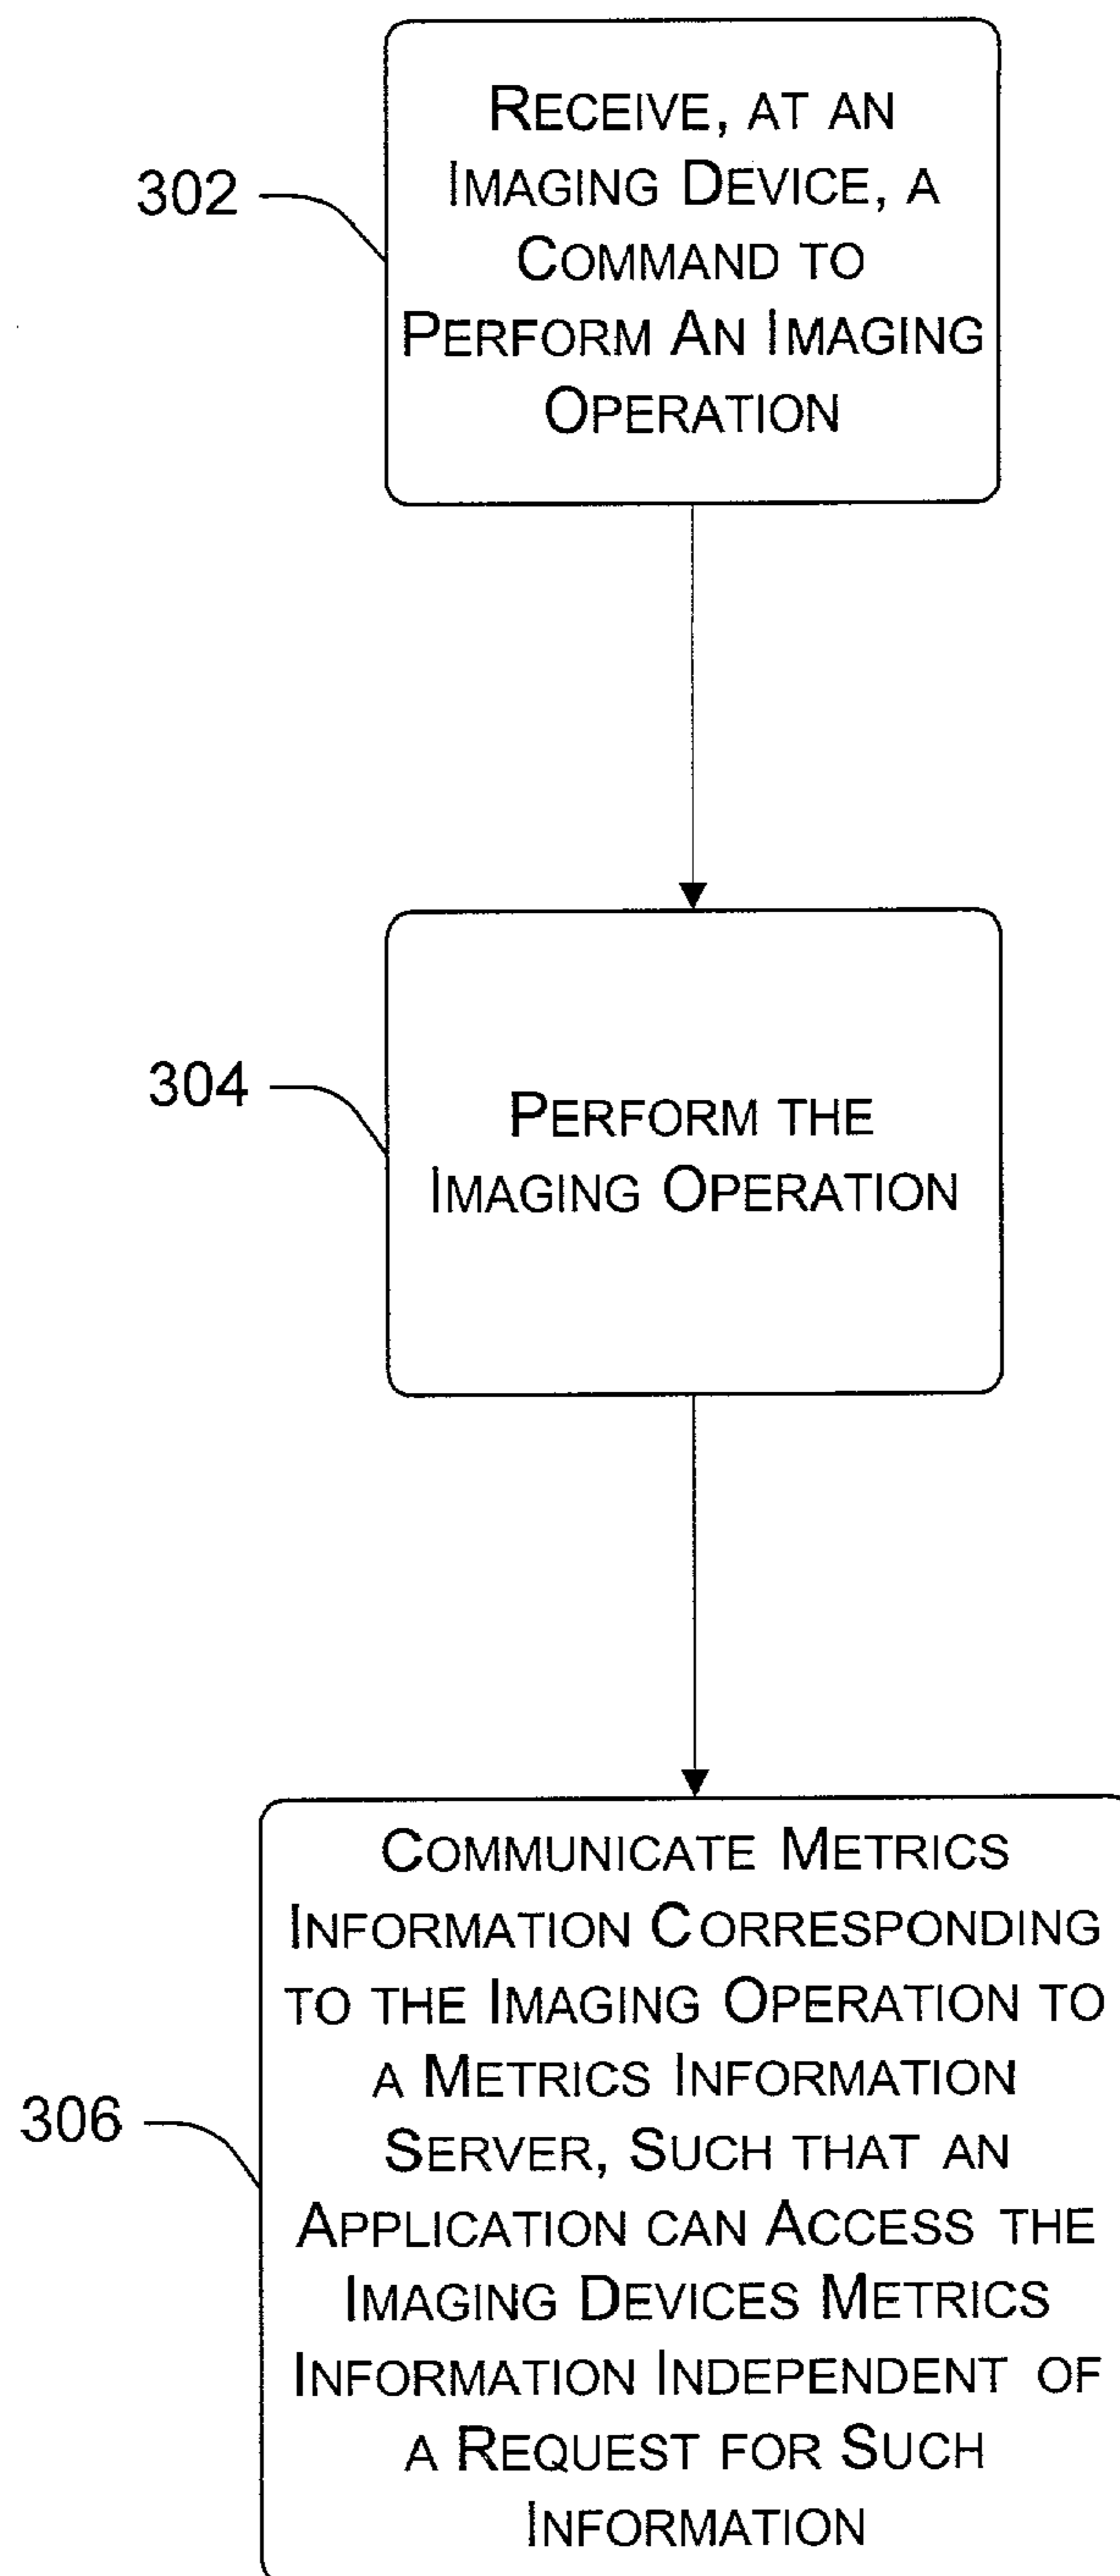 302
RECEIVE, AT AN
IMAGING DEVICE, A
COMMAND TO
PERFORM AN IMAGING
OPERATION
304
PERFORM THE
IMAGING OPERATION
306
COMMUNICATE METRICS
INFORMATION CORRESPONDING
TO THE IMAGING OPERATION TO
A METRICS INFORMATION
SERVER, SUCH THAT AN
APPLICATION CAN ACCESS THE
IMAGING DEVICES METRICS
INFORMATION INDEPENDENT OF
A REQUEST FOR SUCH
INFORMATION